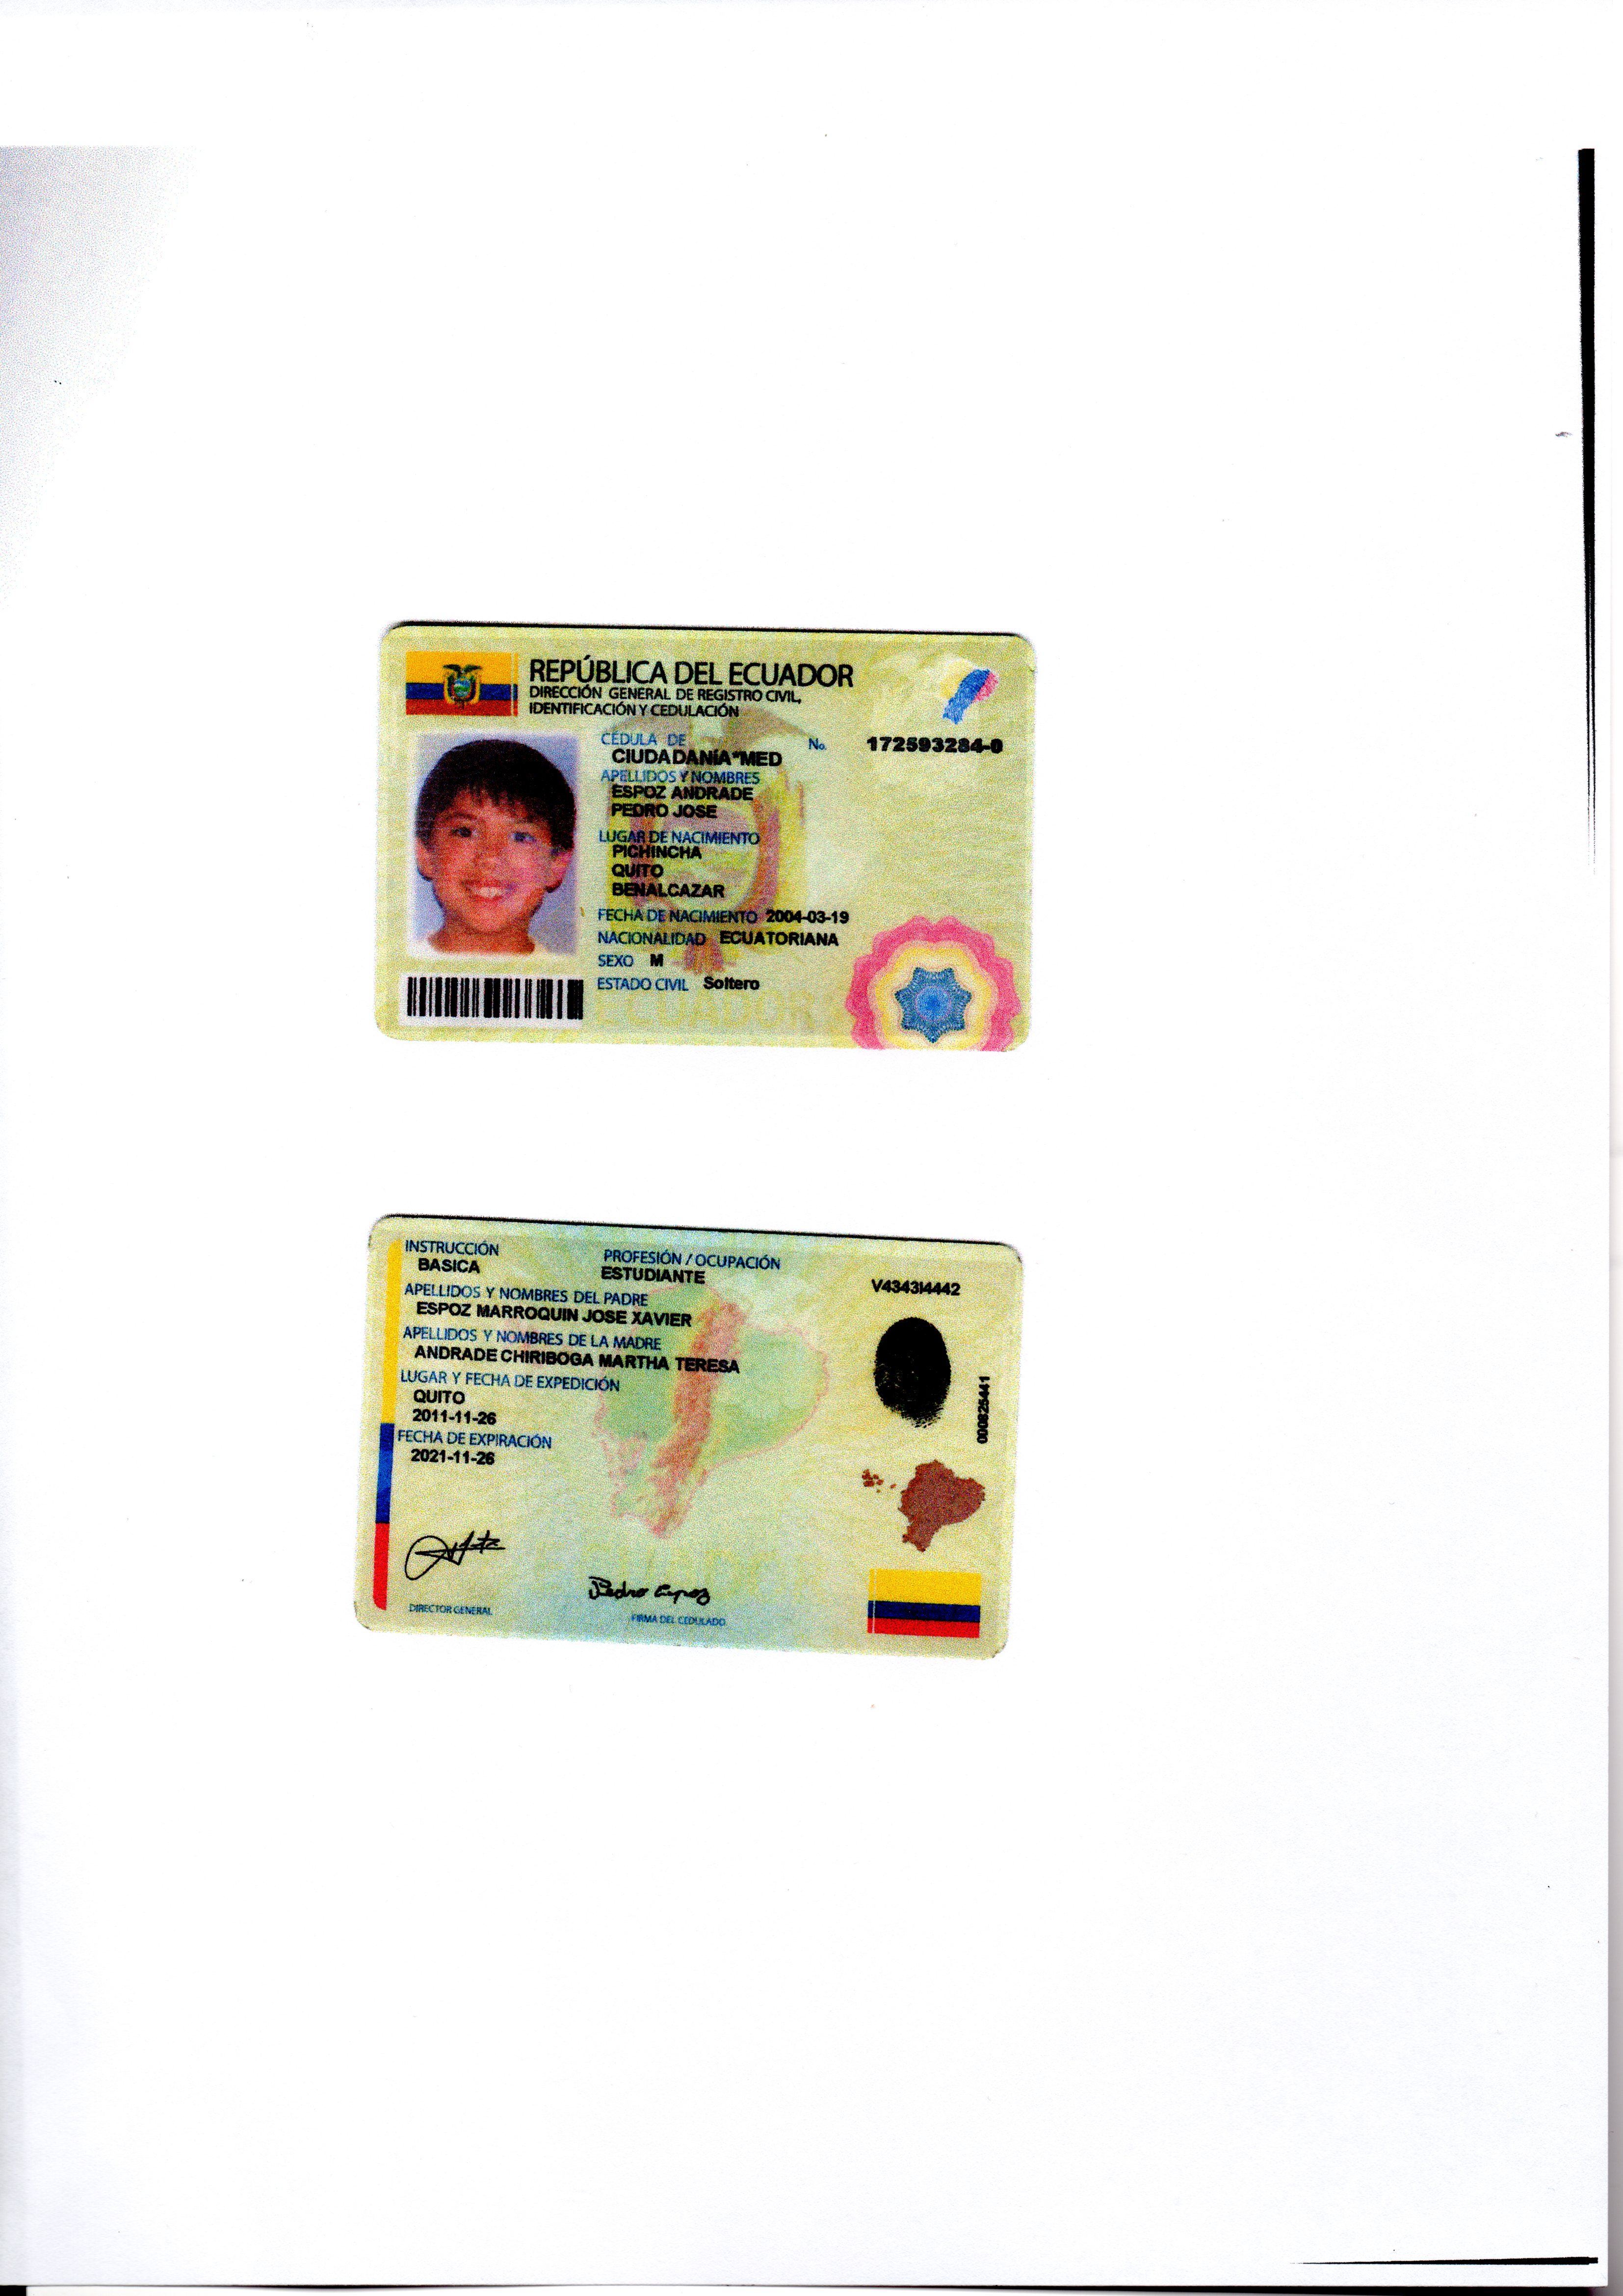 REPÚBLICA DEL ECUADOR
DIRECCIÓN GENERAL DE REGISTRO CIVIL,
IDENTIFICACIÓN Y CEDULACIÓN
CÉDULA DE No. 172593284-0
CIUDADANÍA*MED
APELLIDOS Y NOMBRES
ESPOZ ANDRADE
PEDRO JOSE
LUGAR DE NACIMIENTO
PICHINCHA
QUITO
BENALCAZAR
FECHA DE NACIMIENTO 2004-03-19
NACIONALIDAD ECUATORIANA
SEXO M
ESTADO CIVIL Soltero
ECUADOR
INSTRUCCIÓN PROFESIÓN / OCUPACIÓN
BASICA ESTUDIANTE V4343I4442
APELLIDOS Y NOMBRES DEL PADRE
ESPOZ MARROQUIN JOSE XAVIER
APELLIDOS Y NOMBRES DE LA MADRE
ANDRADE CHIRIBOGA MARTHA TERESA
LUGAR Y FECHA DE EXPEDICIÓN
QUITO
2011-11-26
FECHA DE EXPIRACIÓN
2021-11-26
000825441
Pedro Espoz
DIRECTOR GENERAL FIRMA DEL CEDULADO